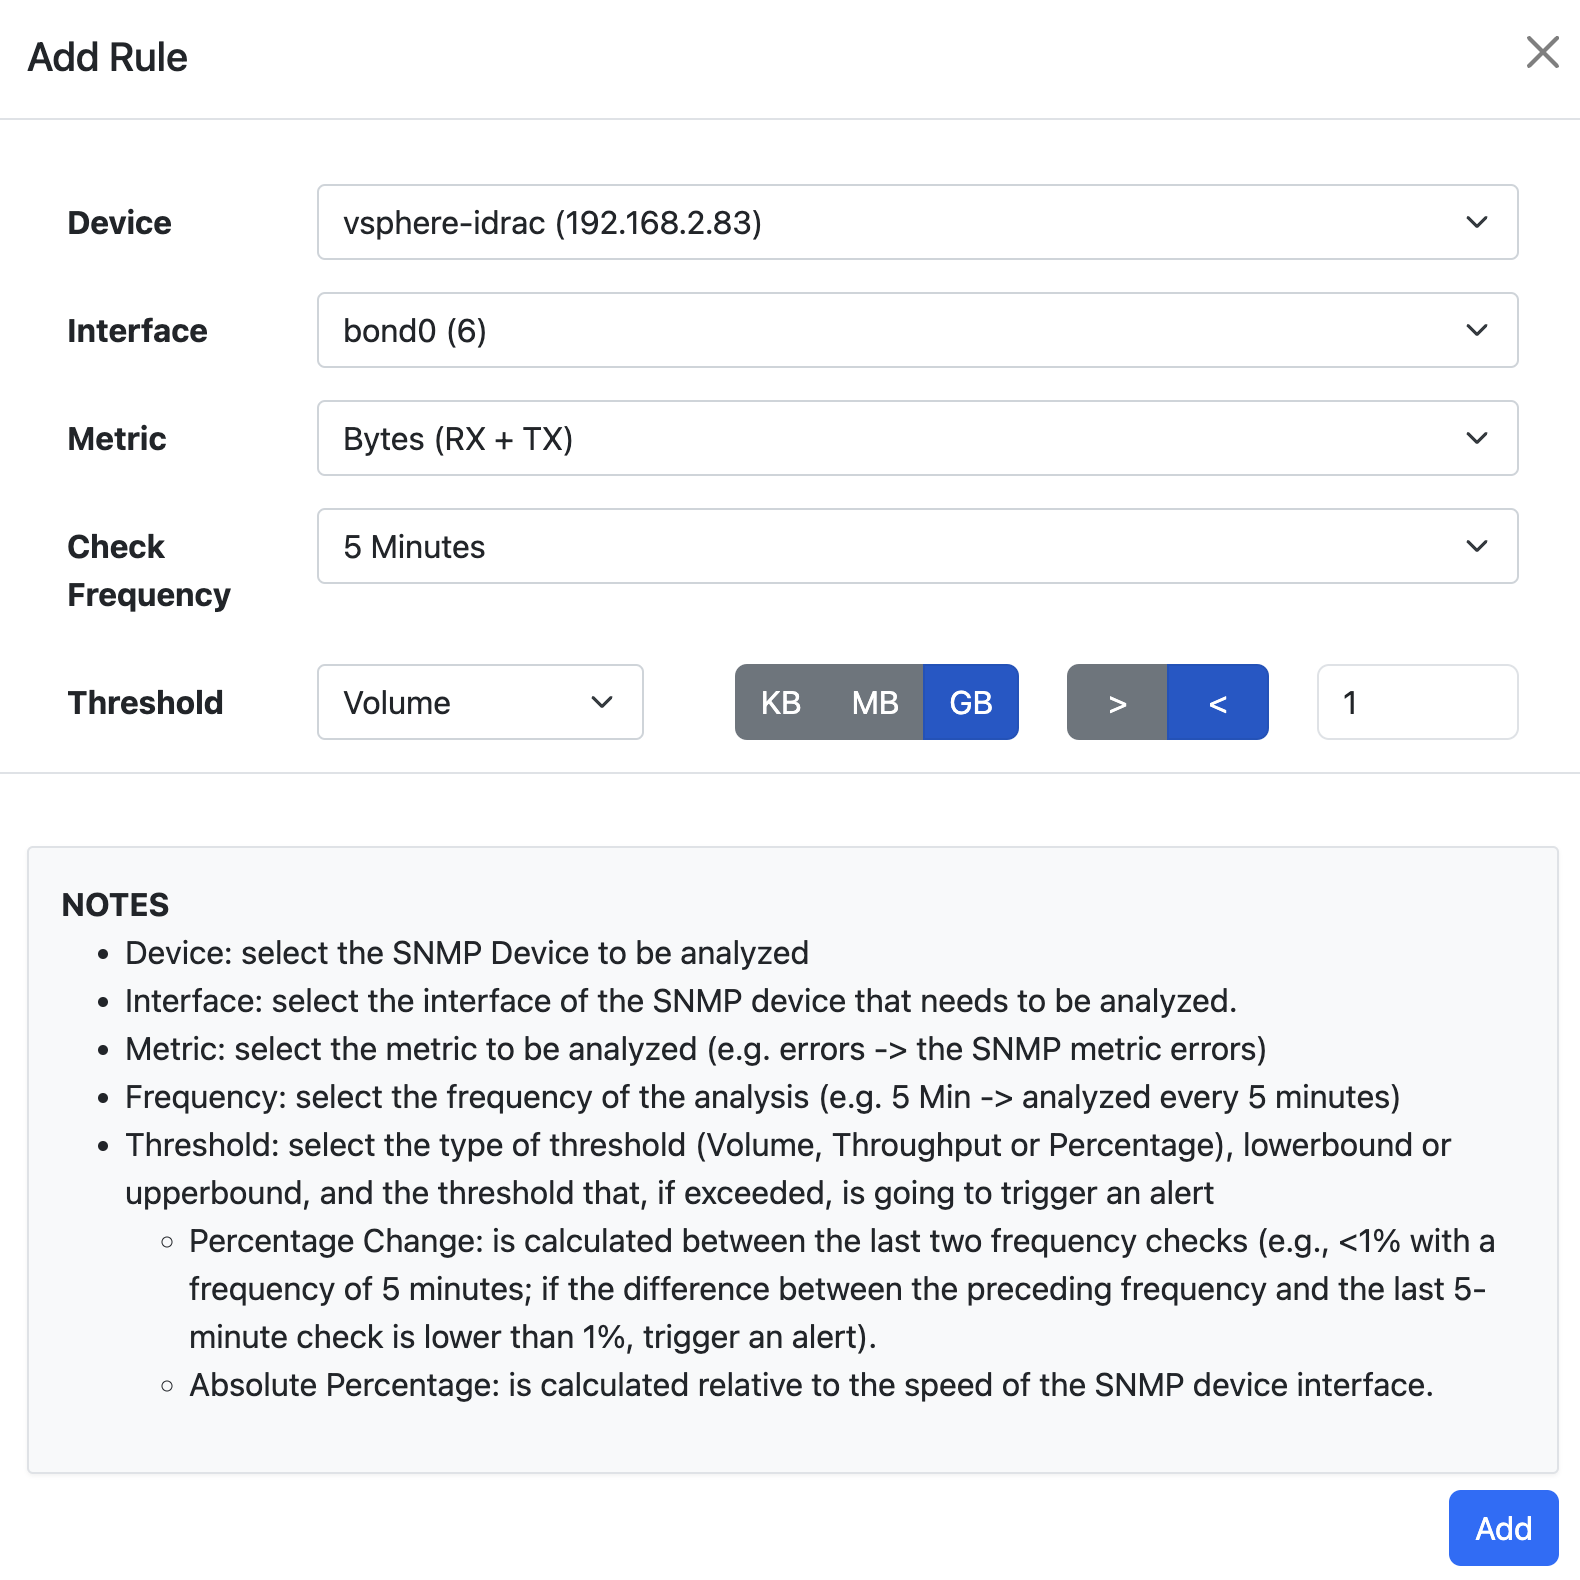 Add Rule
Device
vsphere-idrac (192.168.2.83)
Interface
bond0 (6)
Metric
Bytes (RX + TX)
Check
Frequency
5 Minutes
Threshold
Volume
KB MB GB
> <
1
NOTES
• Device: select the SNMP Device to be analyzed
• Interface: select the interface of the SNMP device that needs to be analyzed.
• Metric: select the metric to be analyzed (e.g. errors -> the SNMP metric errors)
• Frequency: select the frequency of the analysis (e.g. 5 Min -> analyzed every 5 minutes)
• Threshold: select the type of threshold (Volume, Throughput or Percentage), lowerbound or
upperbound, and the threshold that, if exceeded, is going to trigger an alert
◦ Percentage Change: is calculated between the last two frequency checks (e.g., <1% with a
frequency of 5 minutes; if the difference between the preceding frequency and the last 5-
minute check is lower than 1%, trigger an alert).
◦ Absolute Percentage: is calculated relative to the speed of the SNMP device interface.
Add